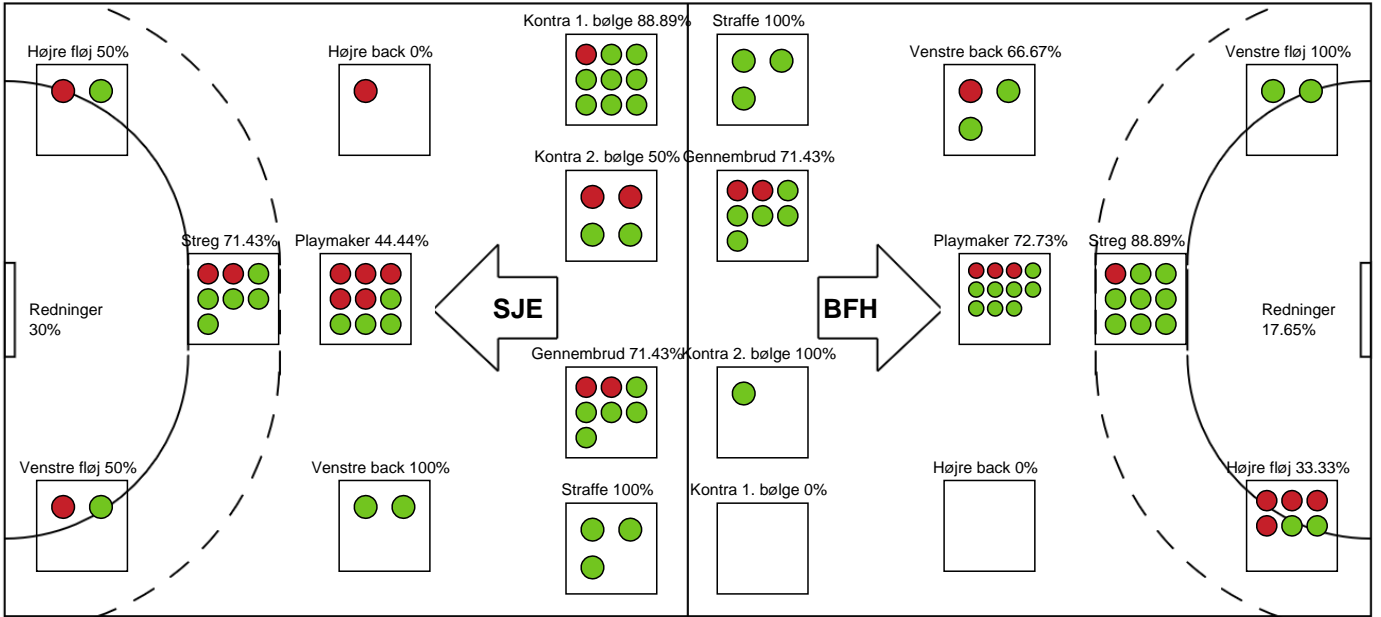 Kontra 1. bølge 88.89%
Straffe 100%
Højre fløj 50%
Højre back 0%
Venstre back 66.67%
Venstre fløj 100%
Kontra 2. bølge 50%
Gennembrud 71.43%
Streg 71.43%
Playmaker 44.44%
Playmaker 72.73%
Streg 88.89%
Redninger
30%
SJE
BFH
Redninger
17.65%
Gennembrud 71.43%
Kontra 2. bølge 100%
Venstre fløj 50%
Venstre back 100%
Højre back 0%
Højre fløj 33.33%
Straffe 100%
Kontra 1. bølge 0%